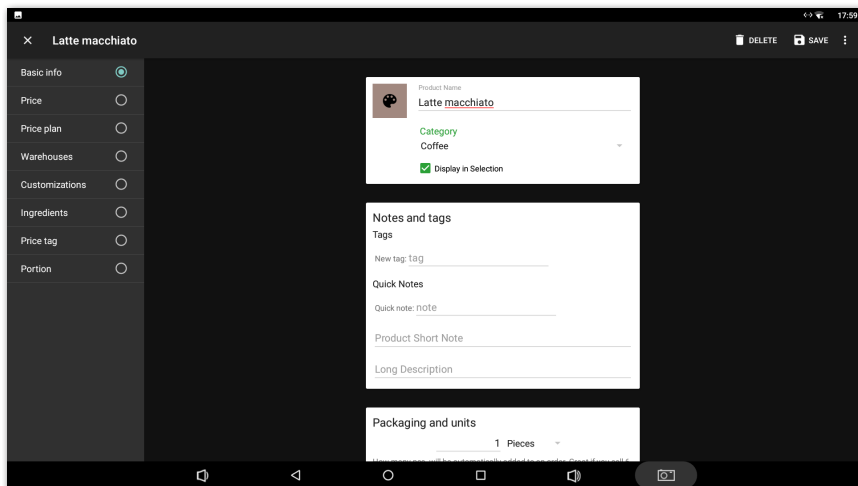 17:59
Latte macchiato
DELETE
SAVE
Basic info
Price
Price plan
Warehouses
Customizations
Ingredients
Price tag
Portion
Product Name
Latte macchiato
Category
Coffee
Display in Selection
Notes and tags
Tags
New tag: tag
Quick Notes
Quick note: note
Product Short Note
Long Description
Packaging and units
1 Pieces